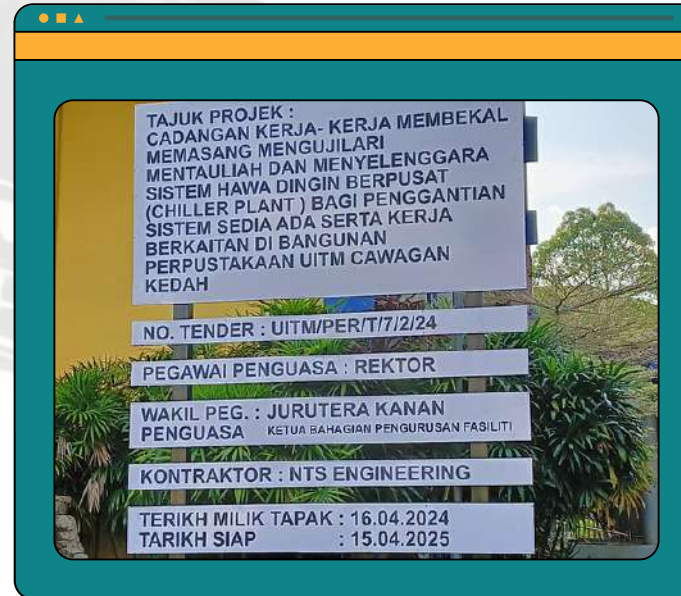 TAJUK PROJEK :
CADANGAN KERJA- KERJA MEMBEKAL
MEMASANG MENGUJILARI
MENTAULIAH DAN MENYELENGGARA
SISTEM HAWA DINGIN BERPUSAT
(CHILLER PLANT ) BAGI PENGGANTIAN
SISTEM SEDIA ADA SERTA KERJA
BERKAITAN DI BANGUNAN
PERPUSTAKAAN UITM CAWAGAN
KEDAH
NO. TENDER : UITM/PER/T/7/2/24
PEGAWAI PENGUASA : REKTOR
WAKIL PEG. : JURUTERA KANAN
PENGUASA KETUA BAHAGIAN PENGURUSAN FASILITI
KONTRAKTOR : NTS ENGINEERING
TERIKH MILIK TAPAK : 16.04.2024
TARIKH SIAP : 15.04.2025